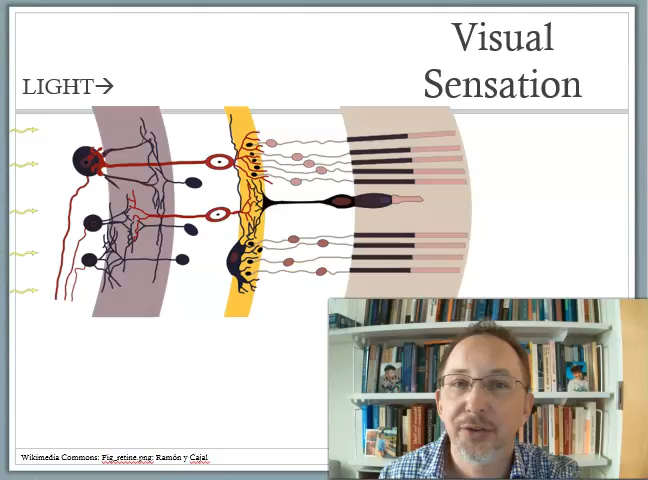 Visual
Sensation
LIGHT→
Wikimedia Commons: Fig_retine.png: Ramón y Cajal